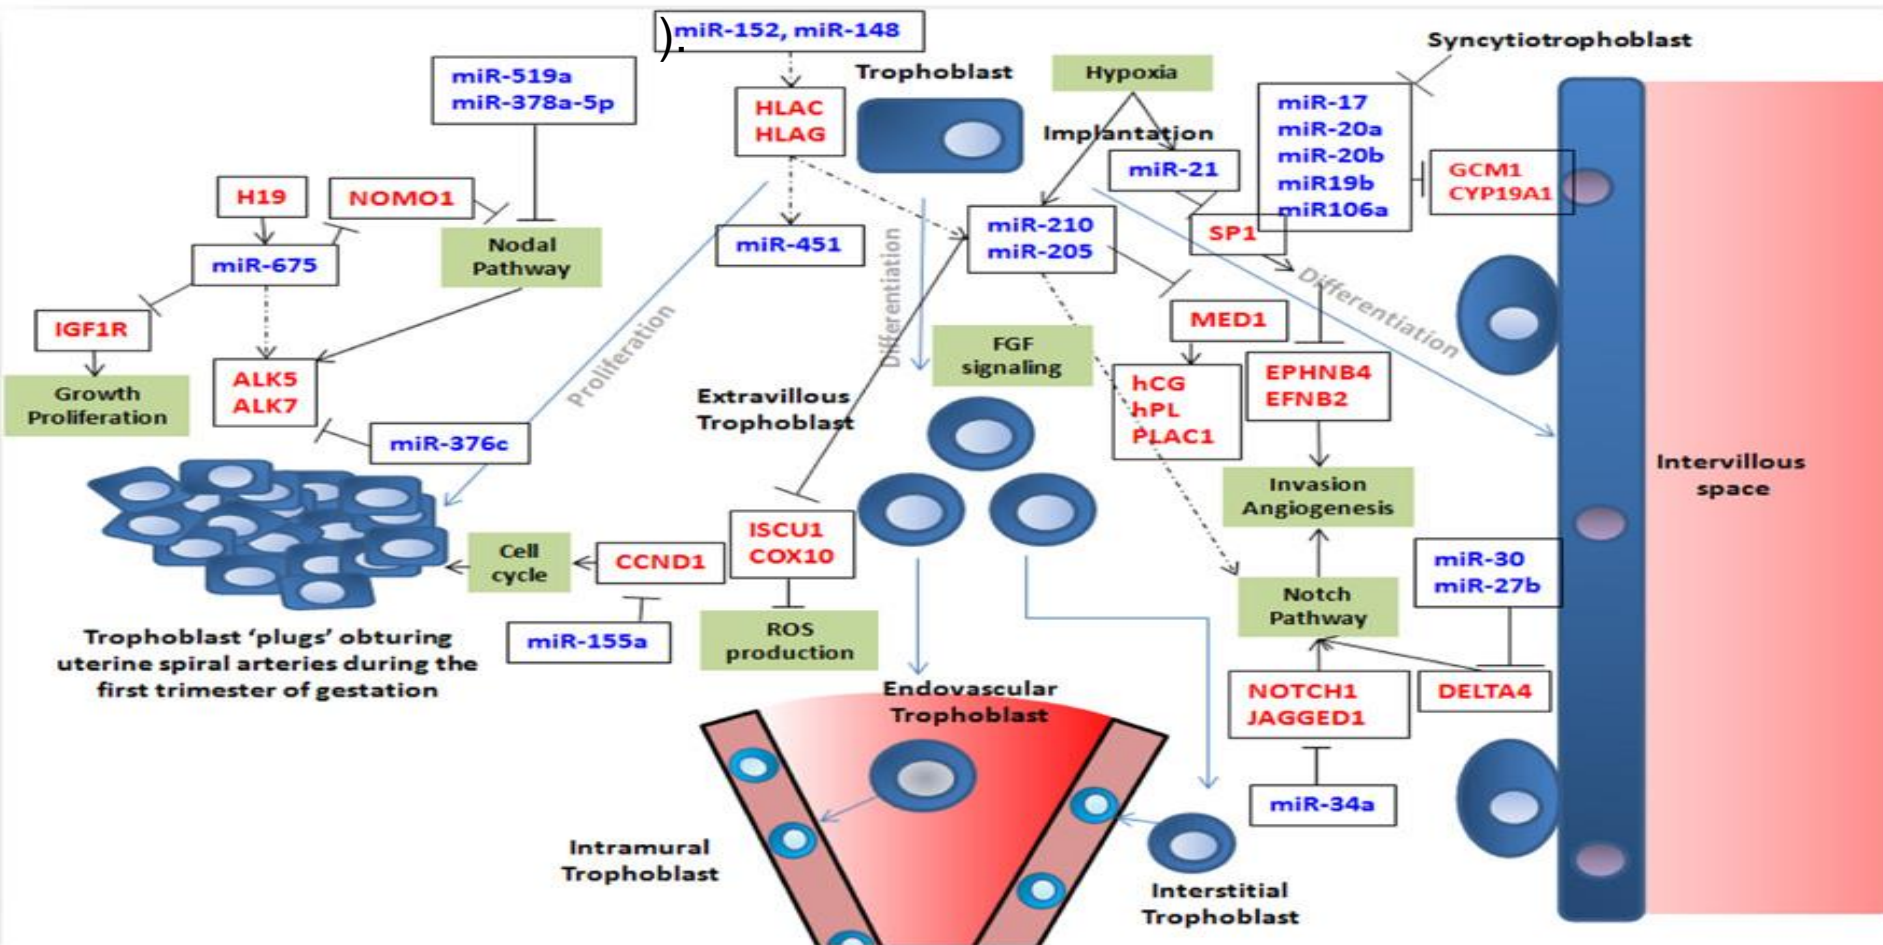 ).
miR-152, miR-148
Syncytiotrophoblast
miR-519a
miR-378a-5p
Trophoblast
Hypoxia
HLAC
HLAG
Implantation
miR-17
miR-20a
miR-20b
miR19b
miR106a
miR-21
GCM1
CYP19A1
H19
NOMO1
miR-675
Nodal
Pathway
miR-451
miR-210
miR-205
SP1
Differentiation
Differentiation
Proliferation
IGF1R
Growth
Proliferation
ALK5
ALK7
miR-376c
MED1
FGF
signaling
hCG
hPL
PLAC1
EPHNB4
EFNB2
Extravillous
Trophoblast
Intervillous
space
Invasion
Angiogenesis
ISCU1
COX10
CCND1
Cell
cycle
miR-155a
ROS
production
miR-30
miR-27b
Notch
Pathway
Trophoblast ‘plugs’ obturing
uterine spiral arteries during the
first trimester of gestation
NOTCH1
JAGGED1
DELTA4
Endovascular
Trophoblast
miR-34a
Intramural
Trophoblast
Interstitial
Trophoblast